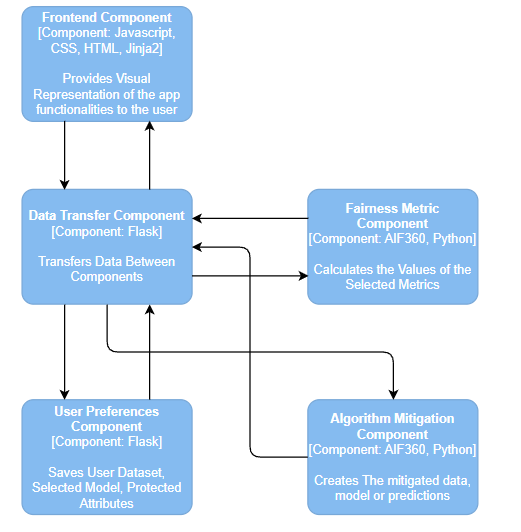 Frontend Component
[Component: Javascript,
CSS, HTML, Jinja2]
Provides Visual
Representation of the app
functionalities to the user
Data Transfer Component
[Component: Flask]
Transfers Data Between
Components
Fairness Metric
Component
[Component: AIF360, Python]
Calculates the Values of the
Selected Metrics
User Preferences
Component
[Component: Flask]
Saves User Dataset,
Selected Model, Protected
Attributes
Algorithm Mitigation
Component
[Component: AIF360, Python]
Creates The mitigated data,
model or predictions